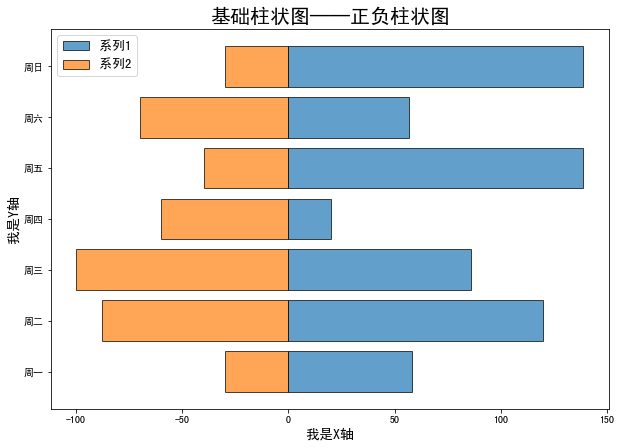 基础柱状图——正负柱状图
系列1
系列2
周日
周六
周五
周四
周三
周二
周一
我是Y轴
-100
-50
0
50
100
150
我是X轴